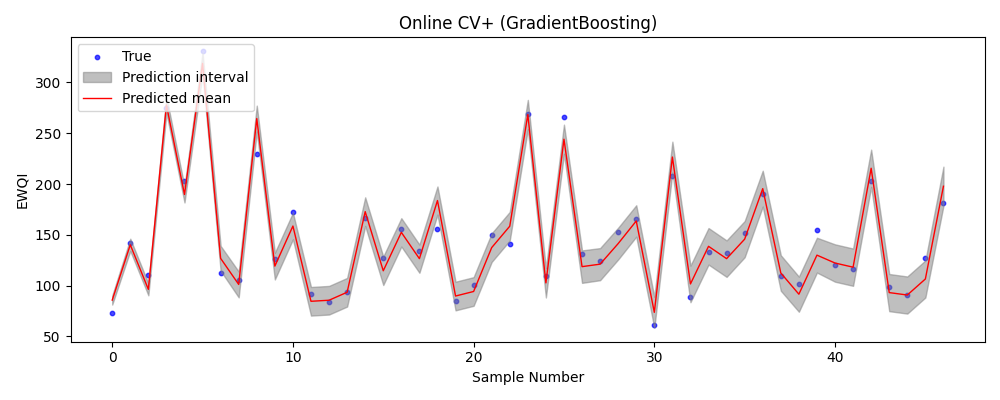 Online CV+ (GradientBoosting)
True
Prediction interval
Predicted mean
EWQI
300
250
200
150
100
50
0
10
20
30
40
Sample Number